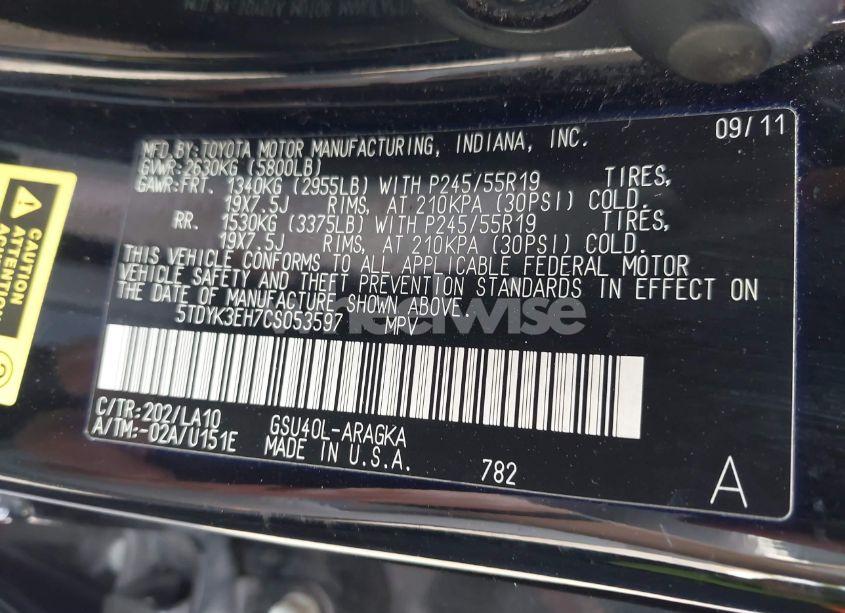 MFD. BY: TOYOTA MOTOR MANUFACTURING, INDIANA, INC. 09/11
GVWR: 2630KG (5800LB)
GAWR: FRT. 1340KG (2955LB) WITH P245/55R19 TIRES,
19X7.5J RIMS, AT 210KPA (30PSI) COLD.
RR. 1530KG (3375LB) WITH P245/55R19 TIRES,
19X7.5J RIMS, AT 210KPA (30PSI) COLD.
THIS VEHICLE CONFORMS TO ALL APPLICABLE FEDERAL MOTOR
VEHICLE SAFETY AND THEFT PREVENTION STANDARDS IN EFFECT ON
THE DATE OF MANUFACTURE SHOWN ABOVE.
5TDYK3EH7CS053597 MPV
C/TR: 202/LA10 GSU40L-ARAGKA
A/TM: -02A/U151E MADE IN U.S.A. 782 A
CAUTION
ATTENTION